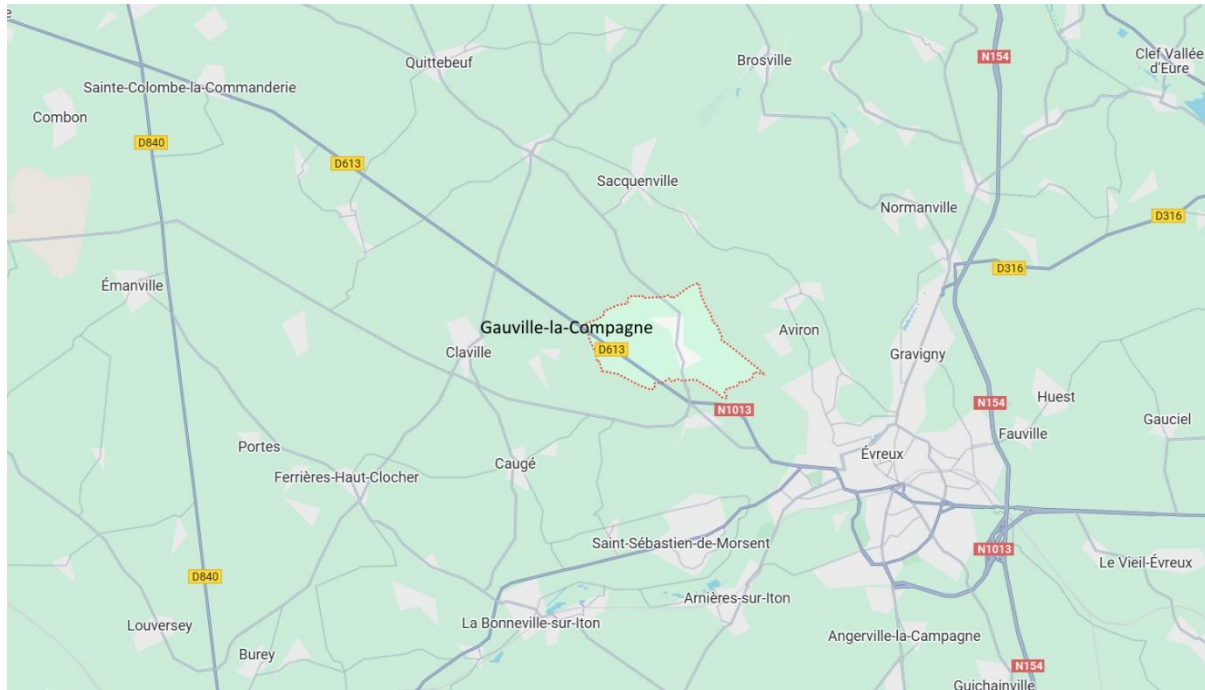 e
N154
Clef Vallée
d'Eure
Quittebeuf
Brosville
Sainte-Colombe-la-Commanderie
Combon
D840
D613
Sacquenville
Normanville
D316
D316
Émanville
Gauville-la-Compagne
Aviron
D613
Claville
Gravigny
N154
Huest
N1013
Gauciel
Fauville
Portes
Évreux
Caugé
Ferrières-Haut-Clocher
Saint-Sébastien-de-Morsent
N1013
Le Vieil-Évreux
D840
Arnières-sur-Iton
La Bonneville-sur-Iton
Louversey
Angerville-la-Campagne
Burey
N154
Guichainville